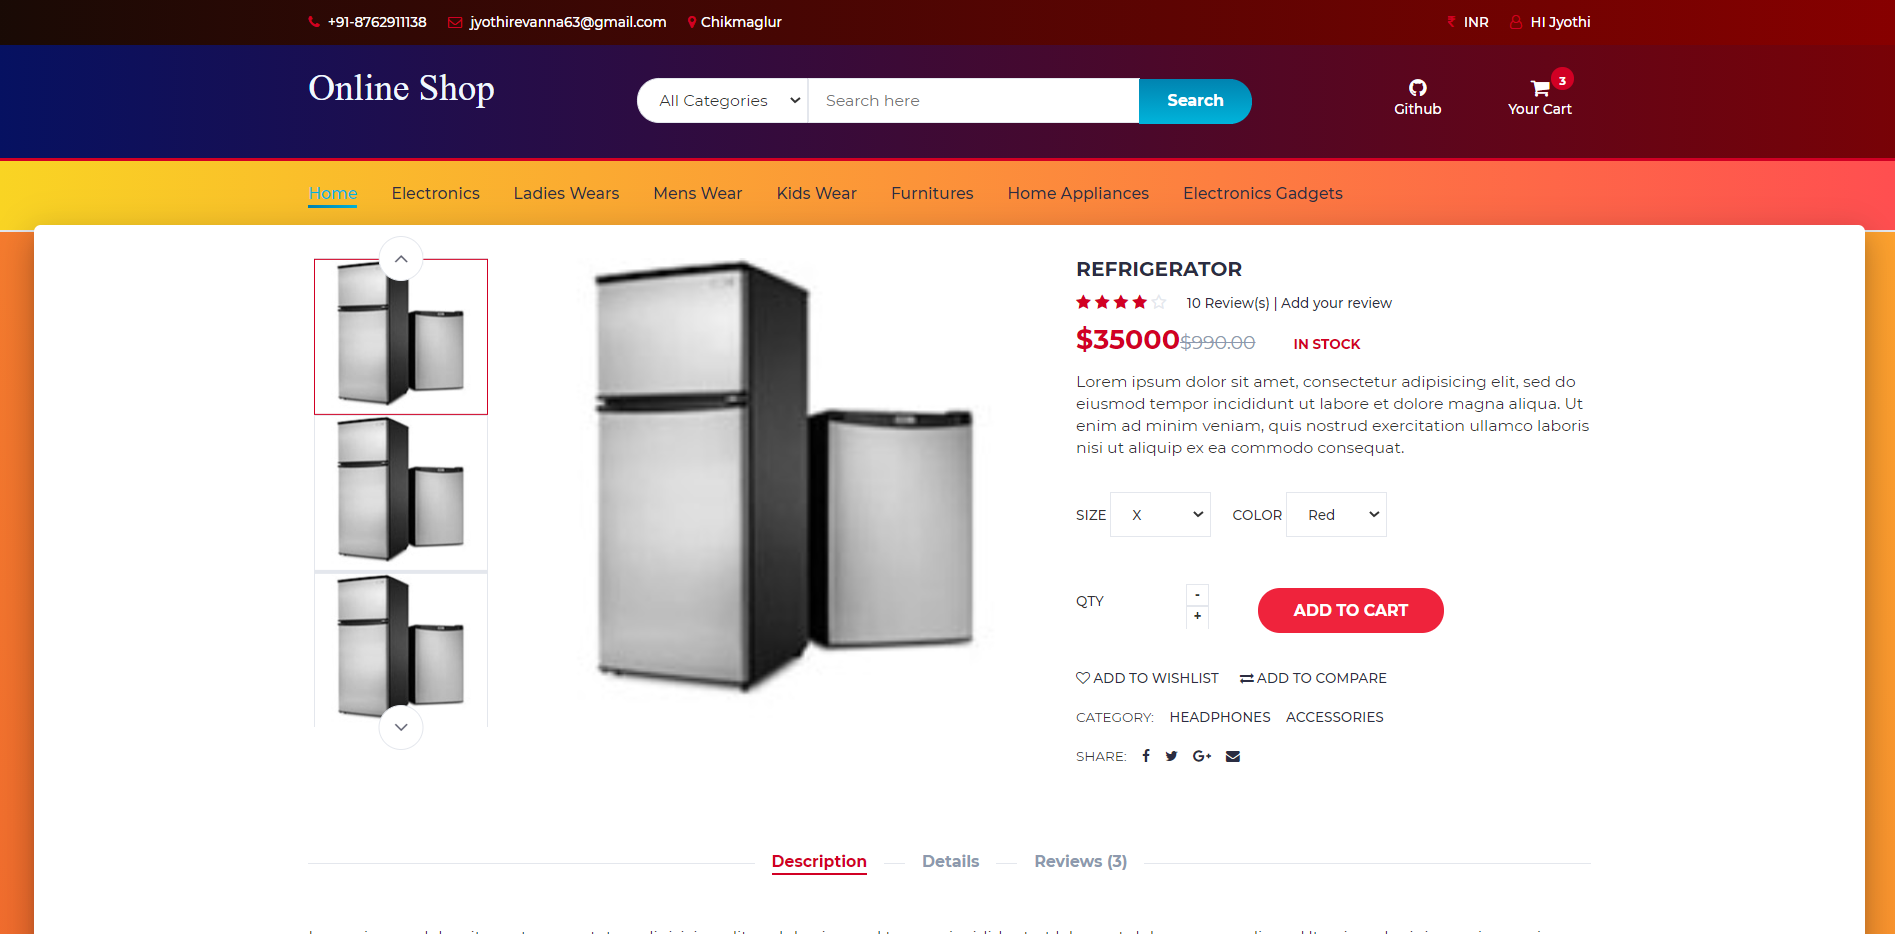 +91-8762911138 jyothirevanna63@gmail.com Chikmaglur INR HI Jyothi
Online Shop All Categories Search here Search Github 3 Your Cart
Home Electronics Ladies Wears Mens Wear Kids Wear Furnitures Home Appliances Electronics Gadgets
REFRIGERATOR
10 Review(s) | Add your review
$35000 $990.00 IN STOCK
Lorem ipsum dolor sit amet, consectetur adipisicing elit, sed do
eiusmod tempor incididunt ut labore et dolore magna aliqua. Ut
enim ad minim veniam, quis nostrud exercitation ullamco laboris
nisi ut aliquip ex ea commodo consequat.
SIZE X COLOR Red
QTY - + ADD TO CART
ADD TO WISHLIST ADD TO COMPARE
CATEGORY: HEADPHONES ACCESSORIES
SHARE:
Description Details Reviews (3)